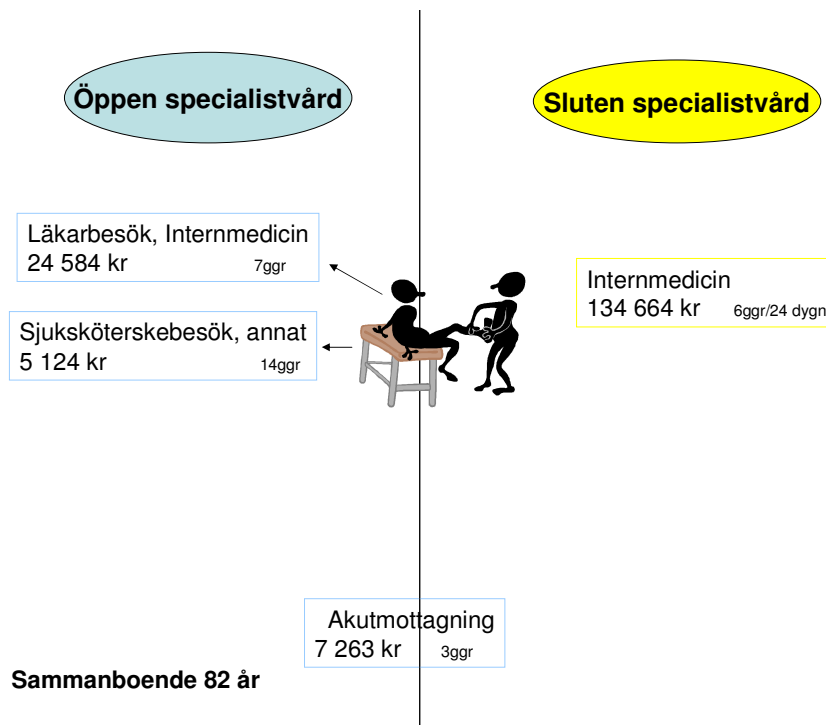 Öppen specialistvård
Sluten specialistvård
Läkarbesök, Internmedicin
24 584 kr 7ggr
Sjuksköterskebesök, annat
5 124 kr 14ggr
Internmedicin
134 664 kr 6ggr/24 dygn
Akutmottagning
7 263 kr 3ggr
Sammanboende 82 år